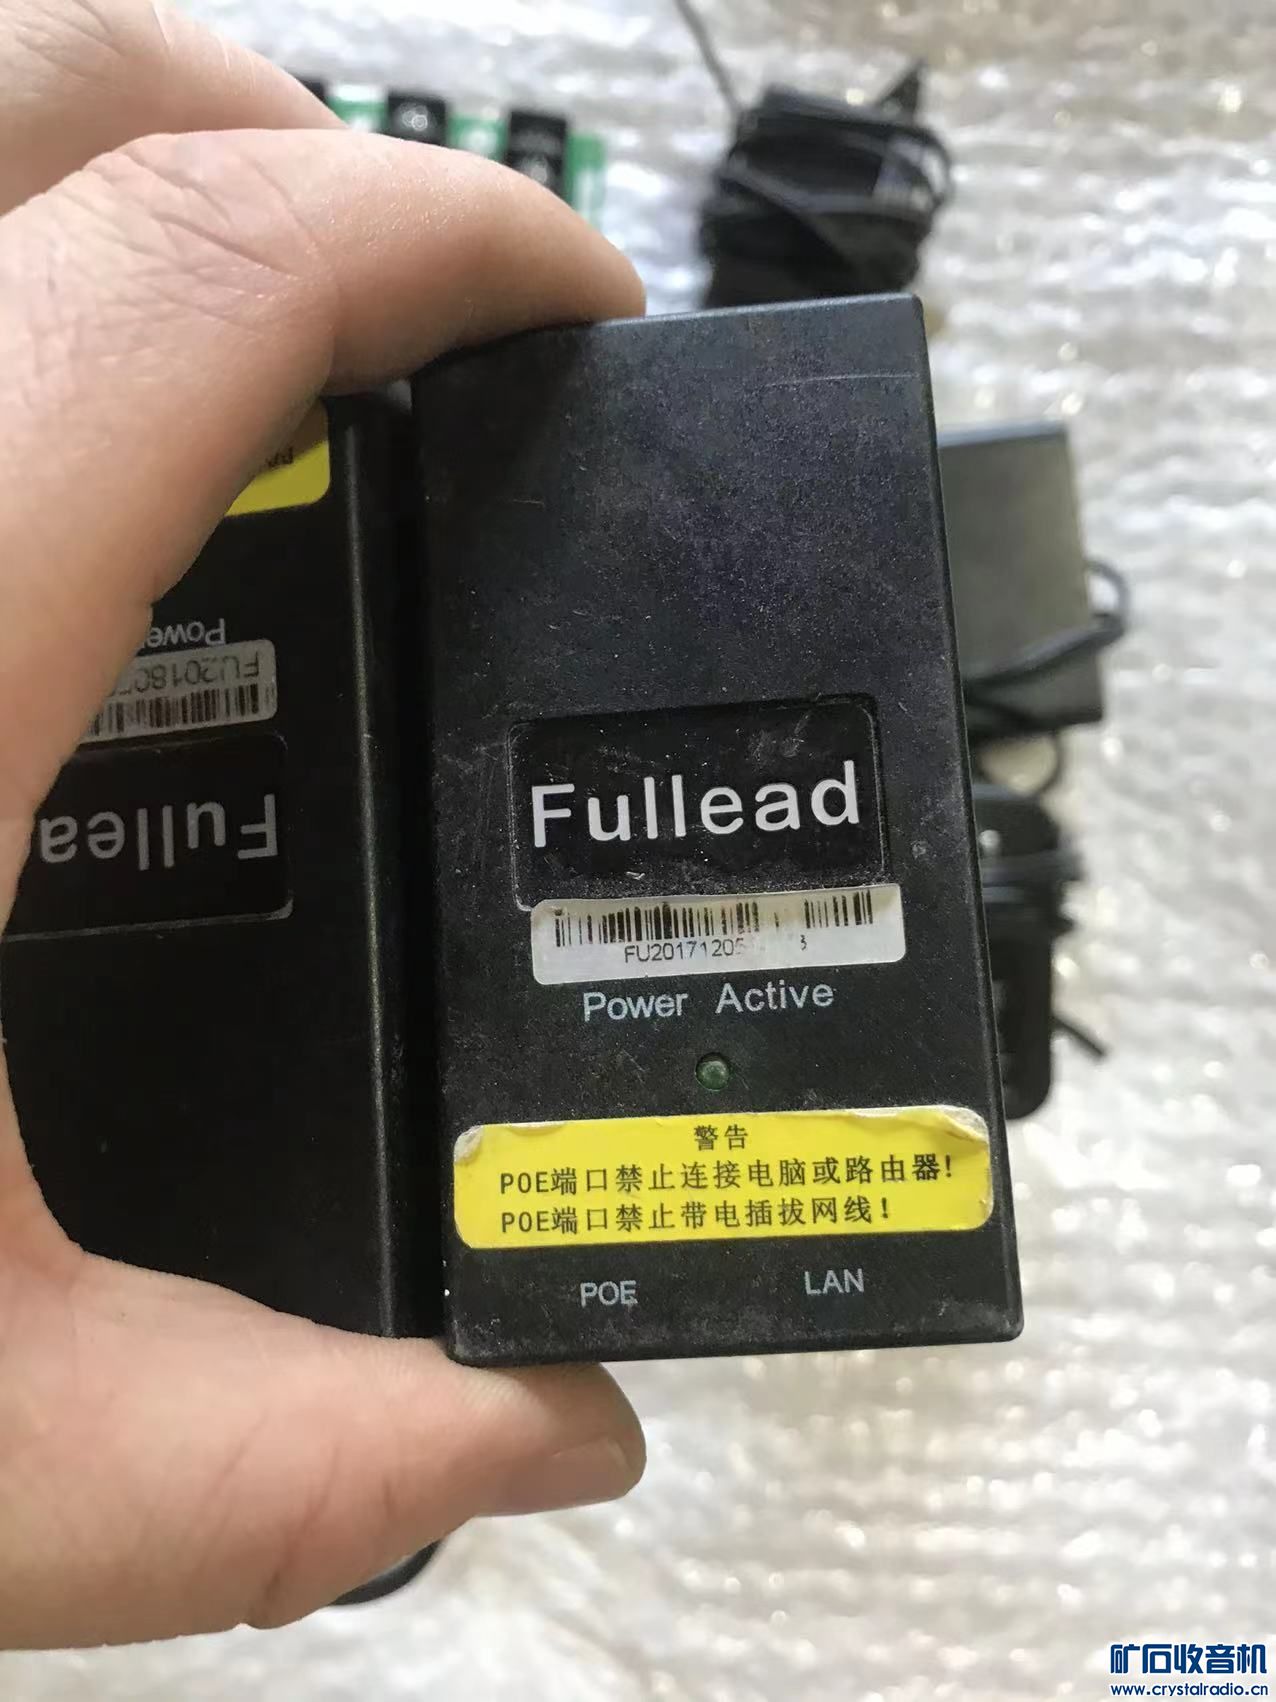 Fullead
FU20171205
Power Active
警告
POE端口禁止连接电脑或路由器!
POE端口禁止带电插拔网线!
POE LAN
Power
FU20180
Fullea
矿石收音机
www.crystalradio.cn